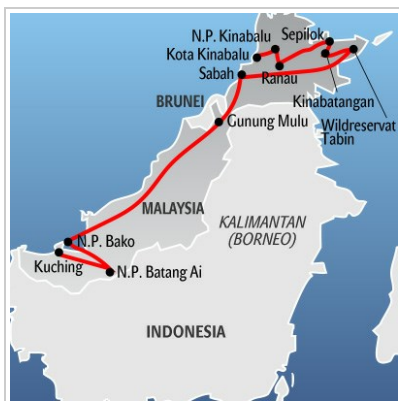 N.P. Kinabalu
Sepilok
Kota Kinabalu
Sabah
Ranau
Kinabatangan
BRUNEI
Wildreservat
Tabin
Gunung Mulu
MALAYSIA
KALIMANTAN
(BORNEO)
N.P. Bako
Kuching
N.P. Batang Ai
INDONESIA